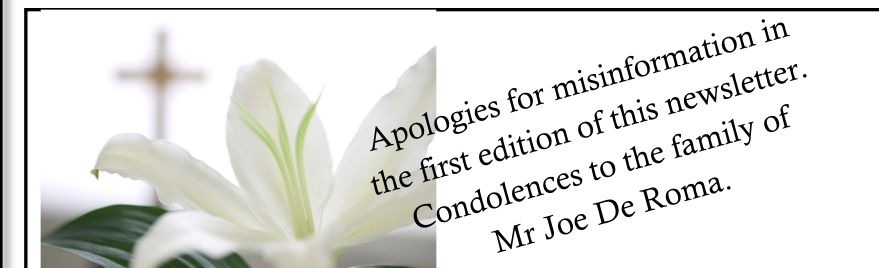 Apologies for misinformation in
the first edition of this newsletter.
Condolences to the family of
Mr Joe De Roma.